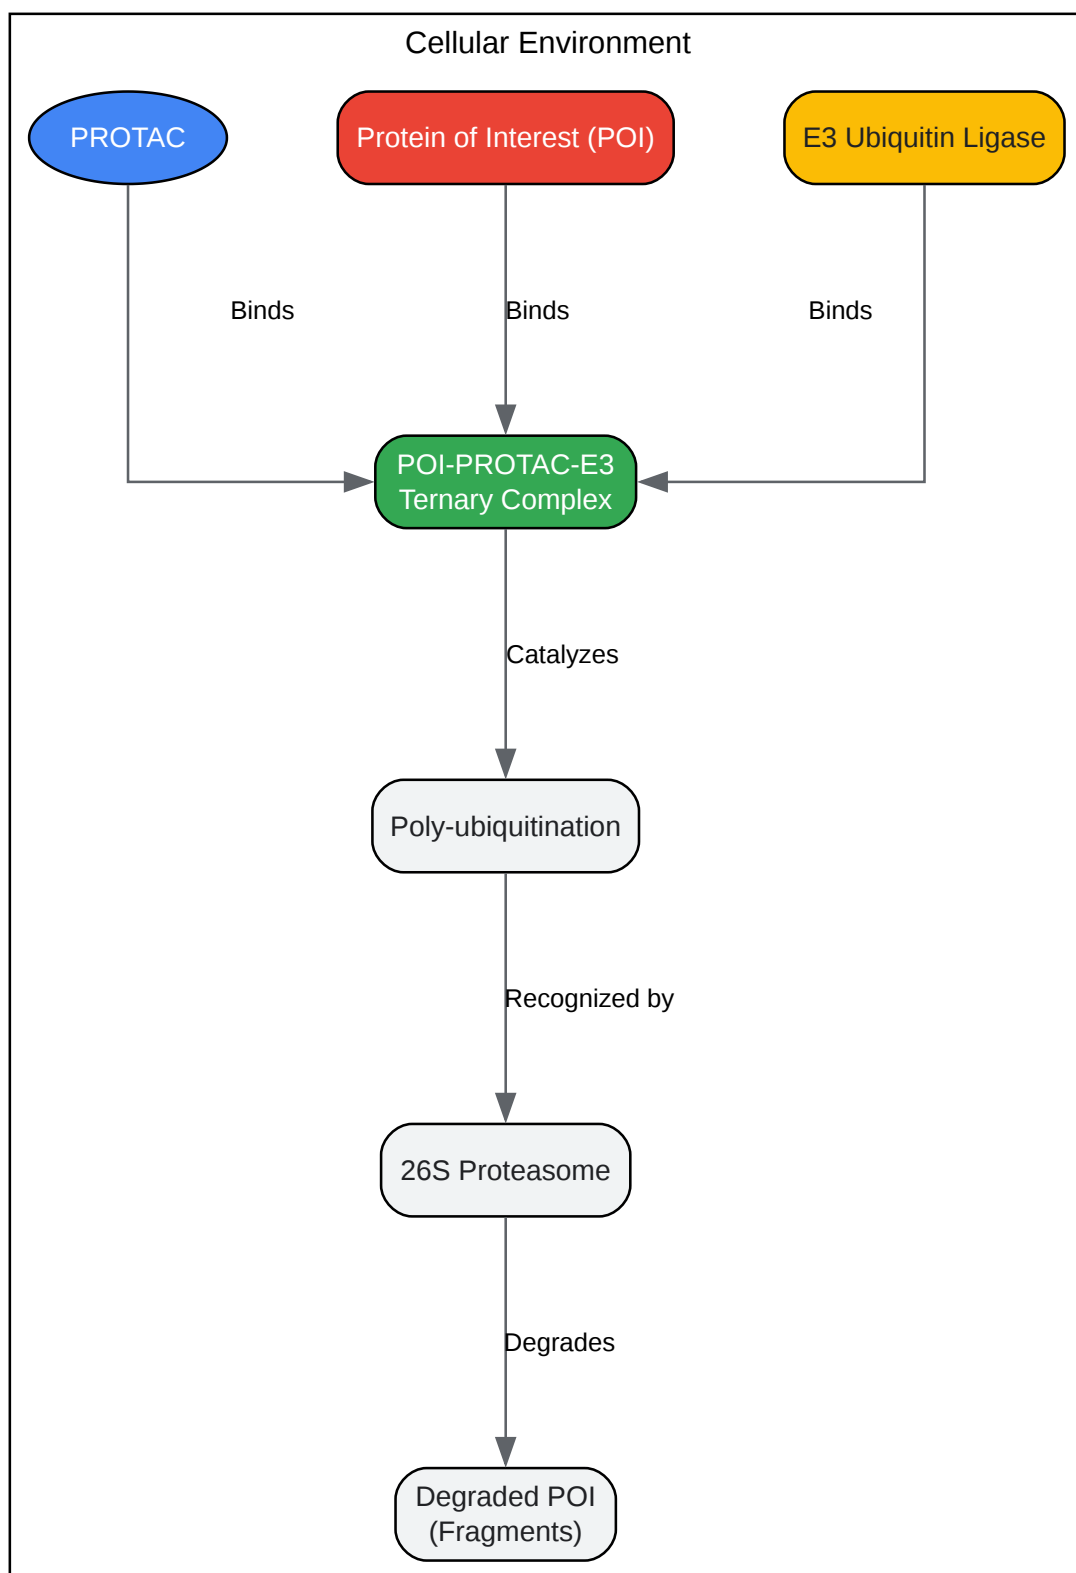 Cellular Environment
PROTAC
Protein of Interest (POI)
E3 Ubiquitin Ligase
Binds
Binds
Binds
POI-PROTAC-E3
Ternary Complex
Catalyzes
Poly-ubiquitination
Recognized by
26S Proteasome
Degrades
Degraded POI
(Fragments)